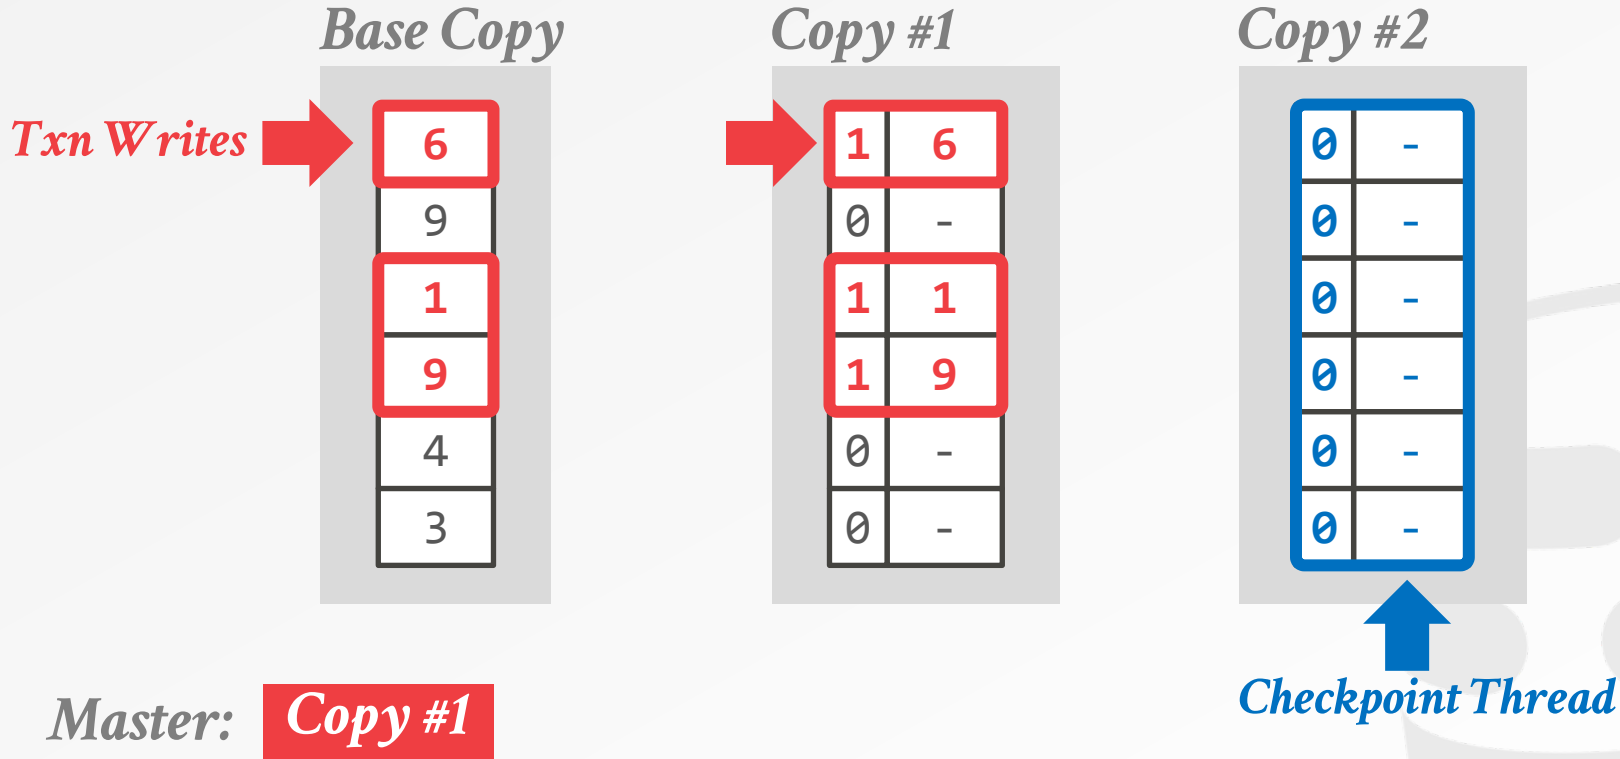 Base Copy Copy #1 Copy #2
Txn Writes 6 1 6 0 -
9 0 - 0 -
1 1 1 0 -
9 1 9 0 -
4 0 - 0 -
3 0 - 0 -
Checkpoint Thread
Master: Copy #1